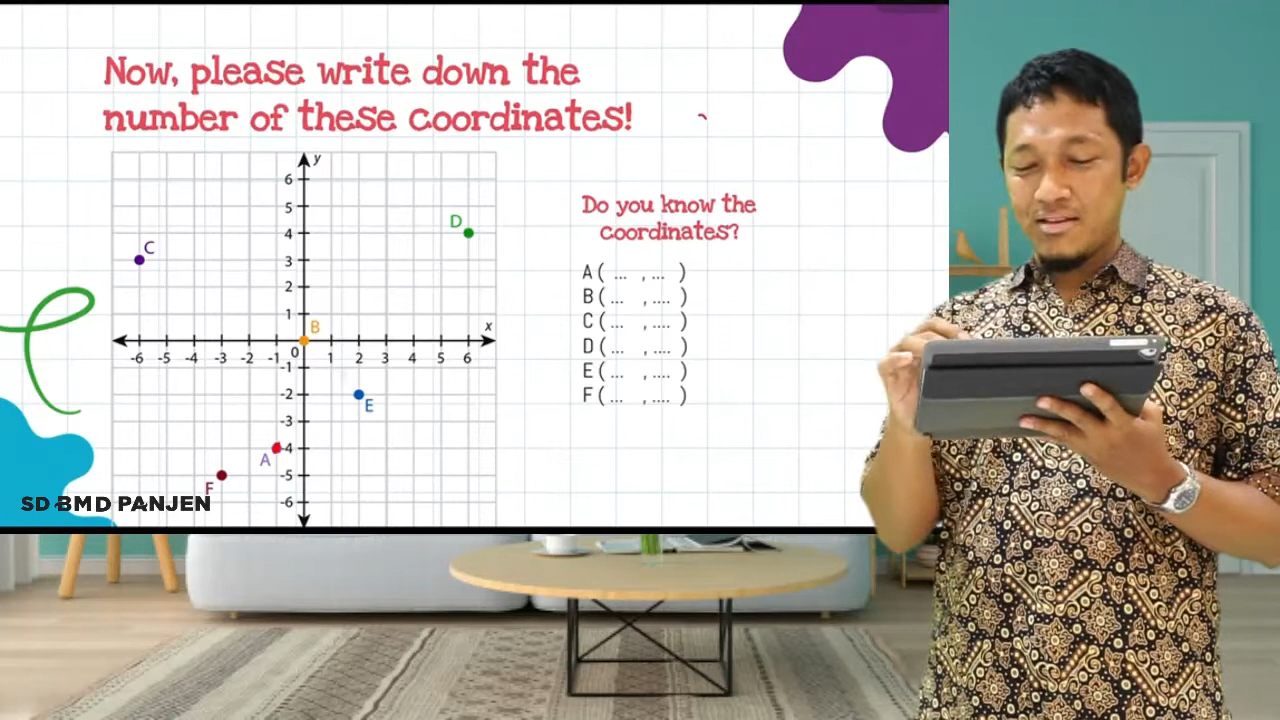 Now, please write down the
number of these coordinates!
y
6
5
4
3
2
1
x
-6 -5 -4 -3 -2 -1 0 1 2 3 4 5 6
-1
-2
-3
-4
-5
-6
C
D
B
E
A
F
Do you know the
coordinates?
A ( ... , ... )
B ( ... , .... )
C ( ... , .... )
D ( ... , .... )
E ( ... , .... )
F ( ... , .... )
SD BMD PANJEN